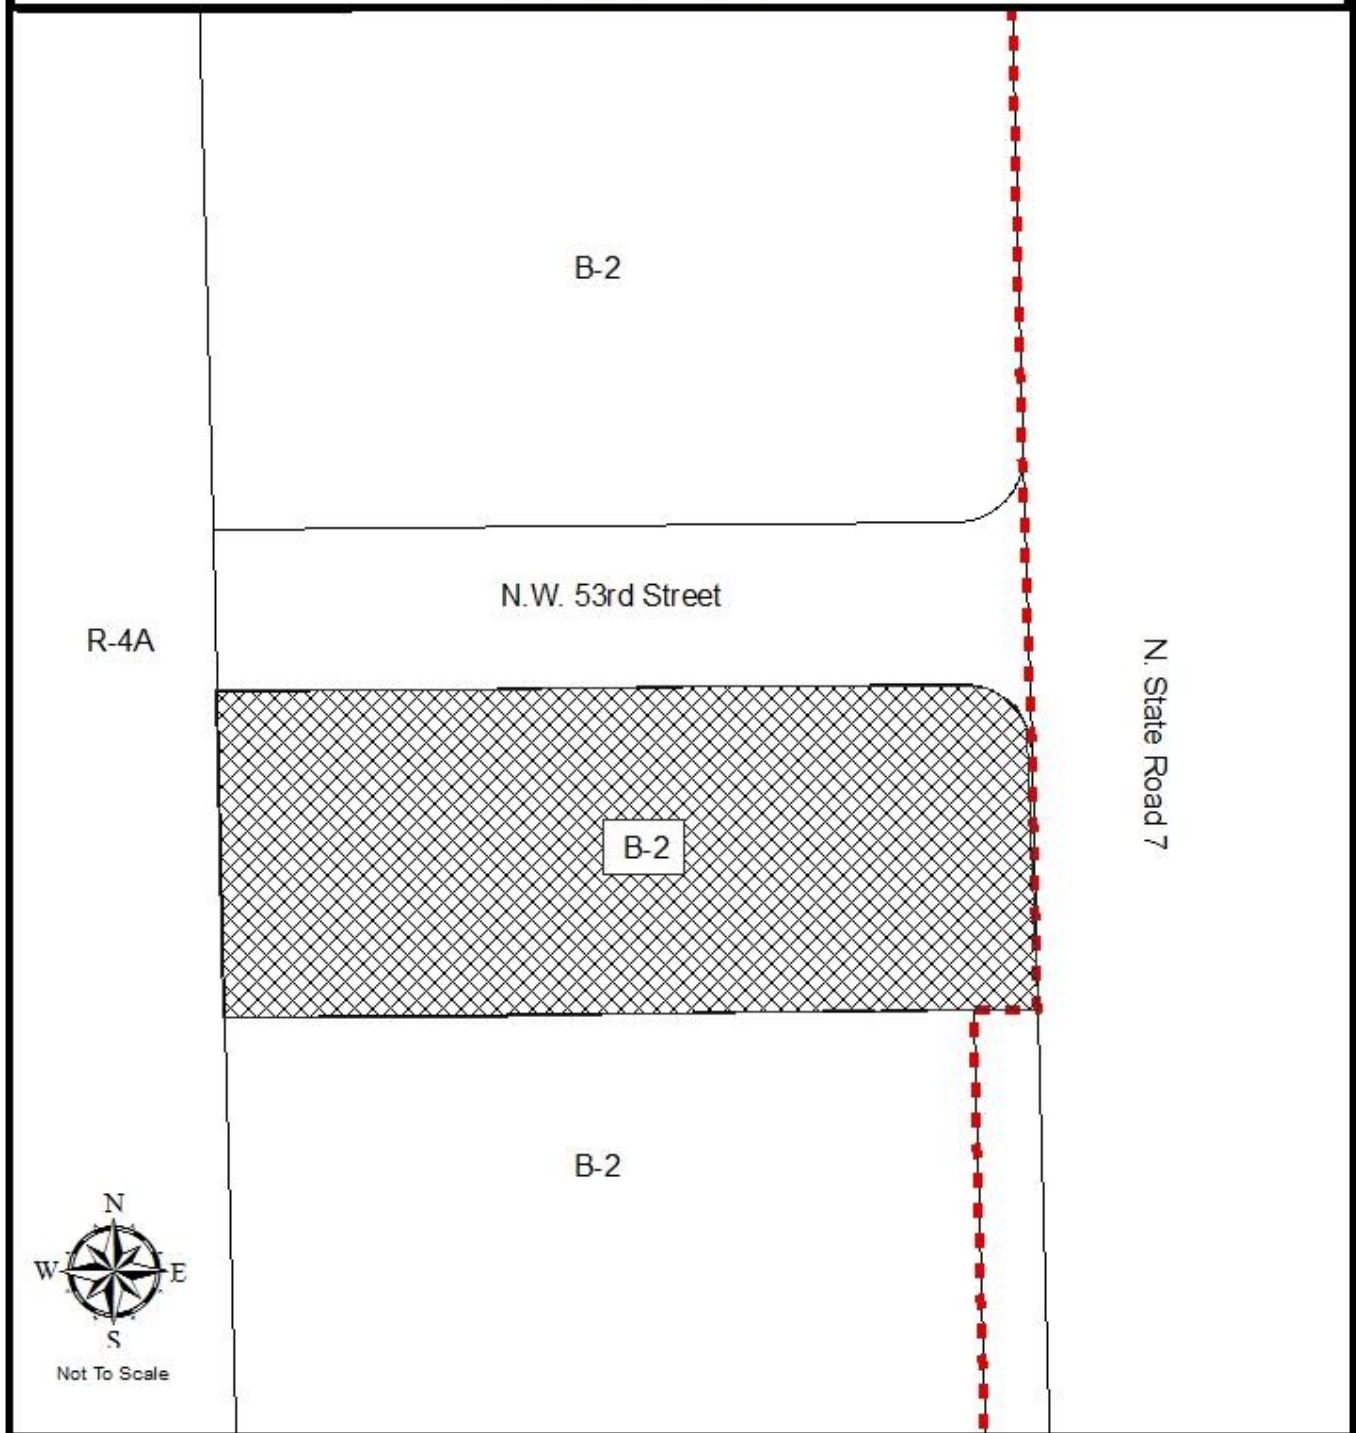 B-2
N.W. 53rd Street
R-4A
N. State Road 7
B-2
B-2
N
W
E
S
Not To Scale